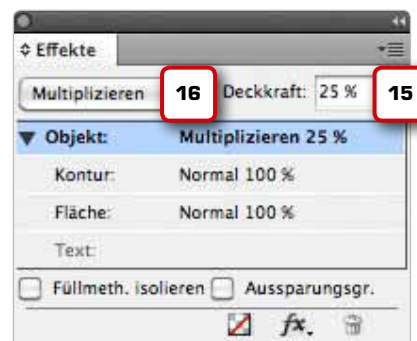 Effekte
Multiplizieren 16 Deckkraft: 25 % 15
Objekt: Multiplizieren 25 %
Kontur: Normal 100 %
Fläche: Normal 100 %
Text:
Füllmeth. isolieren Aussparungsgr.
fx.